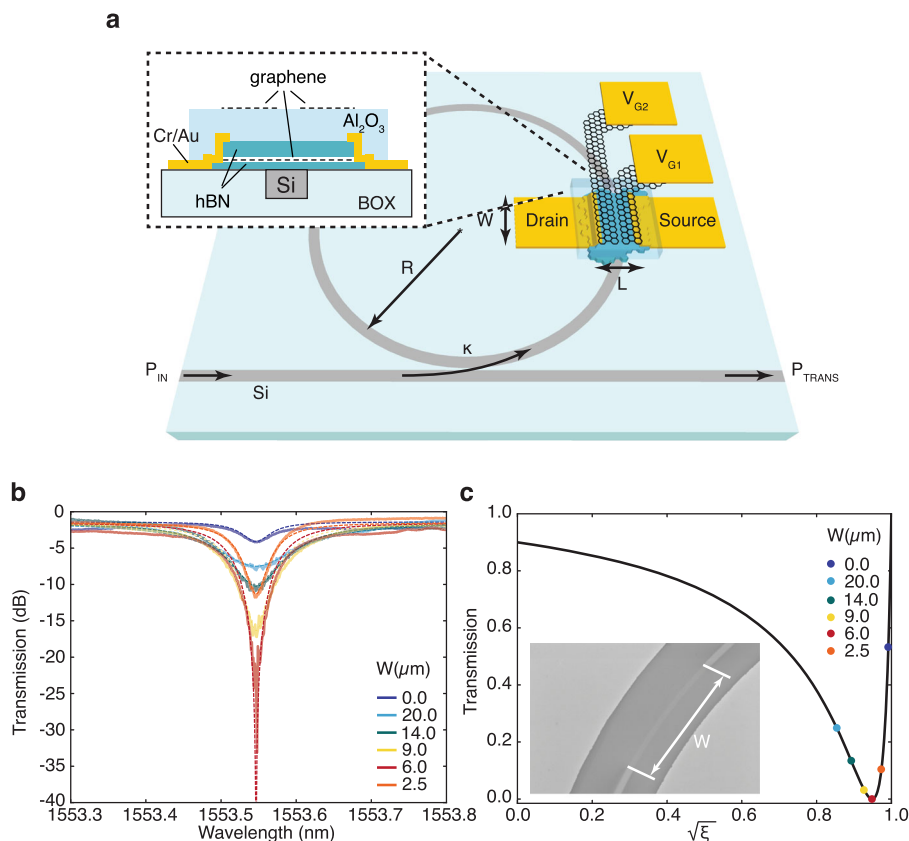 a
graphene
Al₂O₃
Cr/Au
hBN
Si
BOX
V_G2
V_G1
W
Drain
Source
L
R
κ
P_IN
P_TRANS
Si
b
0
-5
-10
-15
-20
-25
-30
-35
-40
Transmission (dB)
W(μm)
0.0
20.0
14.0
9.0
6.0
2.5
1553.3 1553.4 1553.5 1553.6 1553.7 1553.8
Wavelength (nm)
c
1.0
0.8
0.6
0.4
0.2
0.0
Transmission
W(μm)
0.0
20.0
14.0
9.0
6.0
2.5
W
0.0 0.2 0.4 0.6 0.8 1.0
√ξ